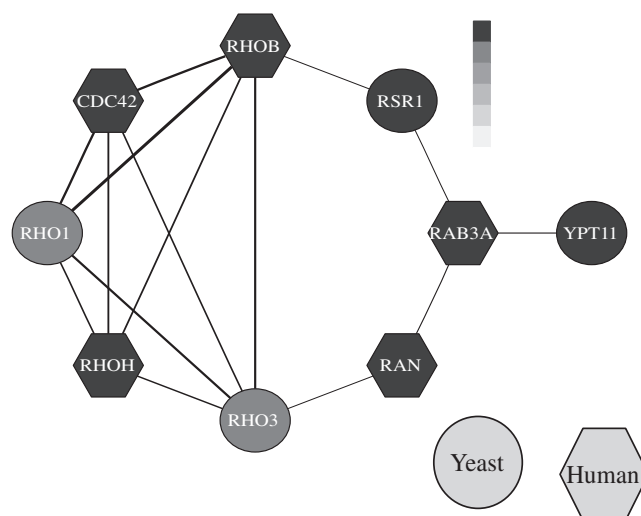 RHOB
CDC42
RSR1
RHO1
RAB3A
YPT11
RHOH
RAN
RHO3
Yeast
Human